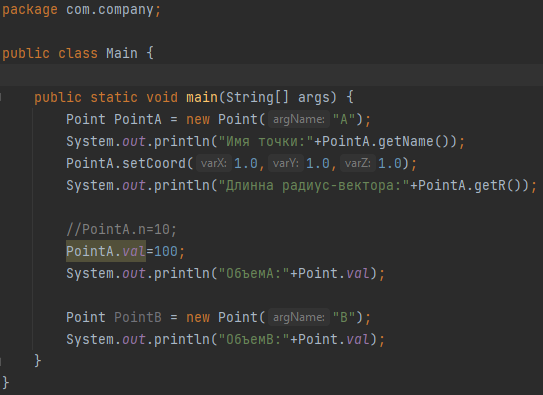 package com.company;
public class Main {
public static void main(String[] args) {
Point PointA = new Point( argName: "A");
System.out.println("Имя точки:"+PointA.getName());
PointA.setCoord( varX: 1.0, varY: 1.0, varZ: 1.0);
System.out.println("Длинна радиус-вектора:"+PointA.getR());
//PointA.n=10;
PointA.val=100;
System.out.println("ОбъемA:"+Point.val);
Point PointB = new Point( argName: "B");
System.out.println("ОбъемB:"+Point.val);
}
}